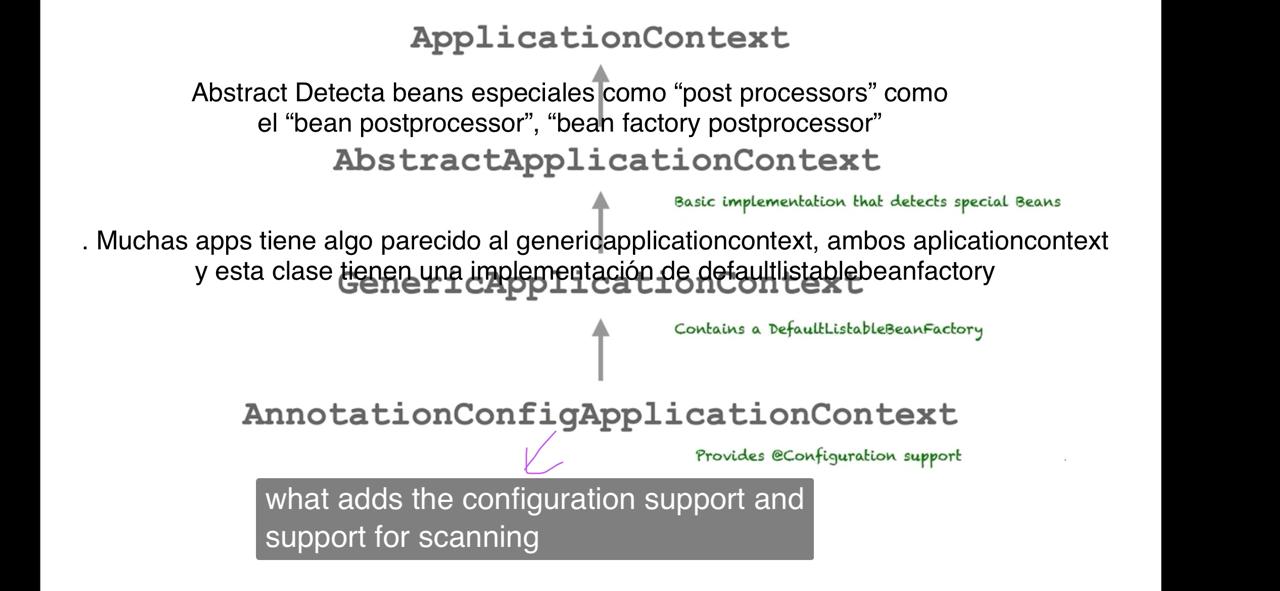 ApplicationContext
Abstract Detecta beans especiales como “post processors” como
el “bean postprocessor”, “bean factory postprocessor”
AbstractApplicationContext
Basic implementation that detects special Beans
. Muchas apps tiene algo parecido al genericapplicationcontext, ambos aplicationcontext
y esta clase tienen una implementación de defaultlistablebeanfactory
GenericApplicationContext
Contains a DefaultListableBeanFactory
AnnotationConfigApplicationContext
Provides @Configuration support
what adds the configuration support and
support for scanning